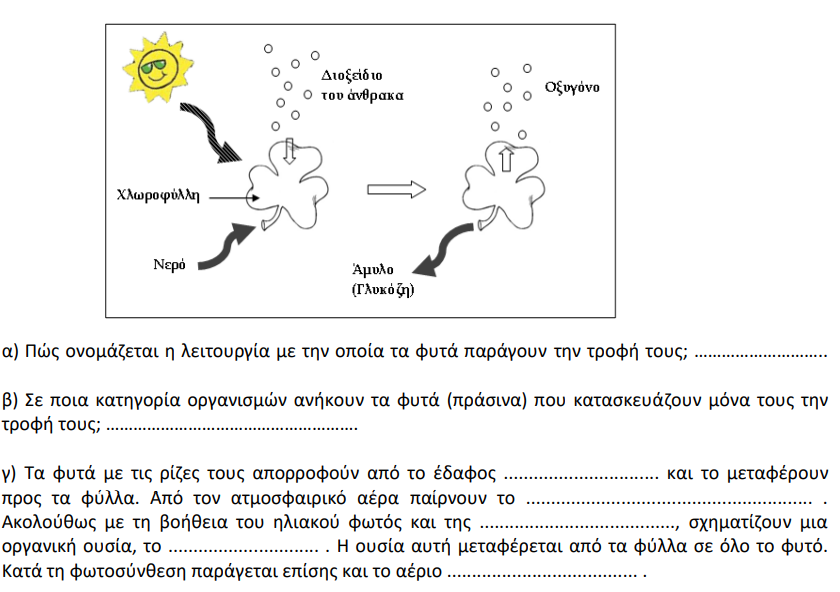 Διοξείδιο
του άνθρακα
Οξυγόνο
Χλωροφύλλη
Νερό
Άμυλο
(Γλυκόζη)
α) Πώς ονομάζεται η λειτουργία με την οποία τα φυτά παράγουν την τροφή τους; ………………………..
β) Σε ποια κατηγορία οργανισμών ανήκουν τα φυτά (πράσινα) που κατασκευάζουν μόνα τους την
τροφή τους; ……………………………………………….
γ) Τα φυτά με τις ρίζες τους απορροφούν από το έδαφος ............................... και το μεταφέρουν
προς τα φύλλα. Από τον ατμοσφαιρικό αέρα παίρνουν το ......................................................... .
Ακολούθως με τη βοήθεια του ηλιακού φωτός και της ......................................., σχηματίζουν μια
οργανική ουσία, το .............................. . Η ουσία αυτή μεταφέρεται από τα φύλλα σε όλο το φυτό.
Κατά τη φωτοσύνθεση παράγεται επίσης και το αέριο ...................................... .